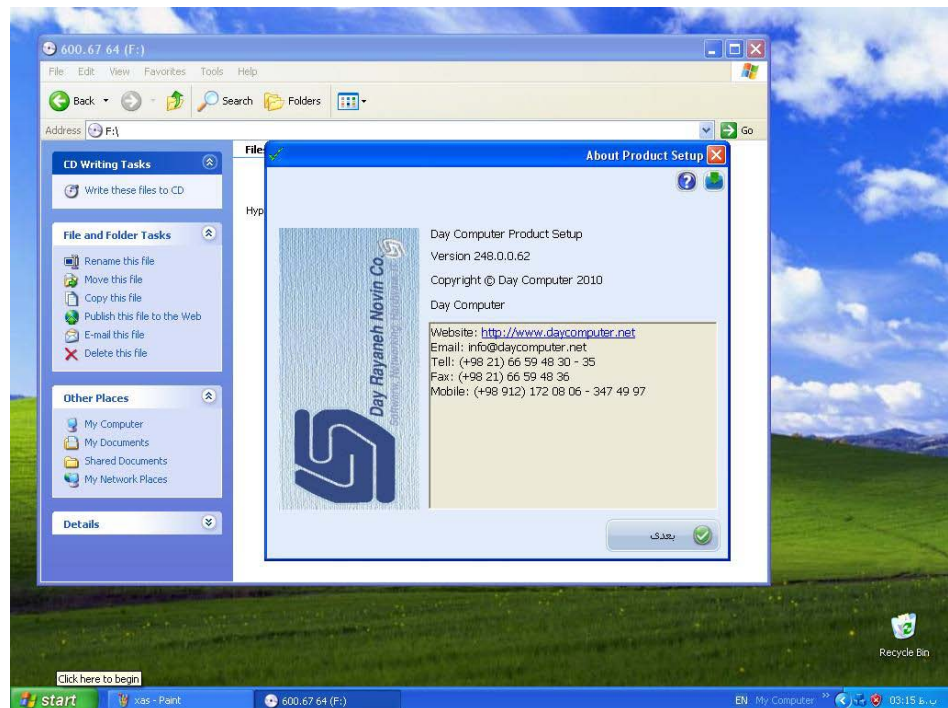 600.67 64 (F:)
File Edit View Favorites Tools Help
Back Search Folders
Address F:\ Go
CD Writing Tasks
Write these files to CD
File and Folder Tasks
Rename this file
Move this file
Copy this file
Publish this file to the Web
E-mail this file
Delete this file
Other Places
My Computer
My Documents
Shared Documents
My Network Places
Details
About Product Setup
Day Computer Product Setup
Version 248.0.0.62
Copyright © Day Computer 2010
Day Computer
Website: http://www.daycomputer.net
Email: info@daycomputer.net
Tell: (+98 21) 66 59 48 30 - 35
Fax: (+98 21) 66 59 48 36
Mobile: (+98 912) 172 08 06 - 347 49 97
Day Rayaneh Novin Co.
بعدی
Recycle Bin
Click here to begin
start xas - Paint 600.67 64 (F:) EN My Computer 03:15 ب.ظ